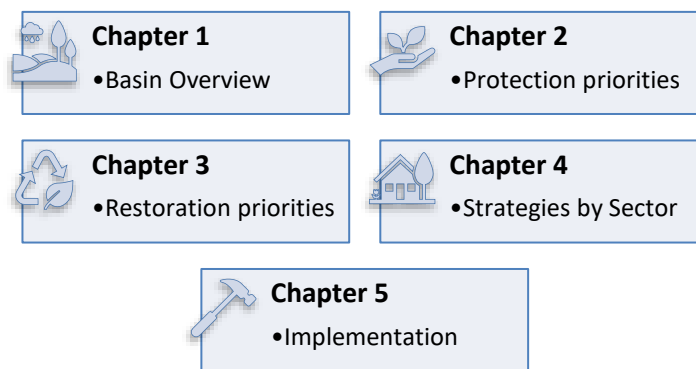 Chapter 1
•Basin Overview
Chapter 2
•Protection priorities
Chapter 3
•Restoration priorities
Chapter 4
•Strategies by Sector
Chapter 5
•Implementation